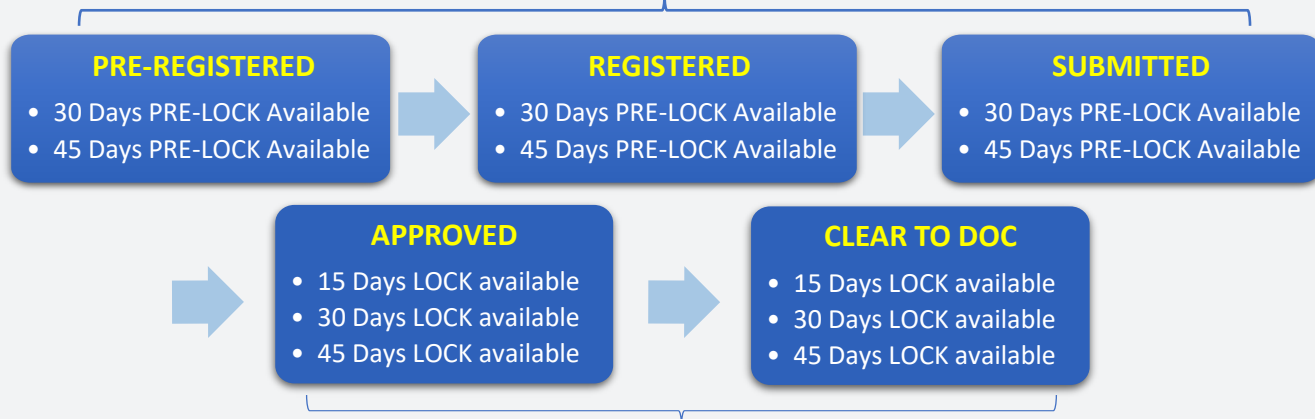 PRE-REGISTERED
• 30 Days PRE-LOCK Available
• 45 Days PRE-LOCK Available
REGISTERED
• 30 Days PRE-LOCK Available
• 45 Days PRE-LOCK Available
SUBMITTED
• 30 Days PRE-LOCK Available
• 45 Days PRE-LOCK Available
APPROVED
• 15 Days LOCK available
• 30 Days LOCK available
• 45 Days LOCK available
CLEAR TO DOC
• 15 Days LOCK available
• 30 Days LOCK available
• 45 Days LOCK available